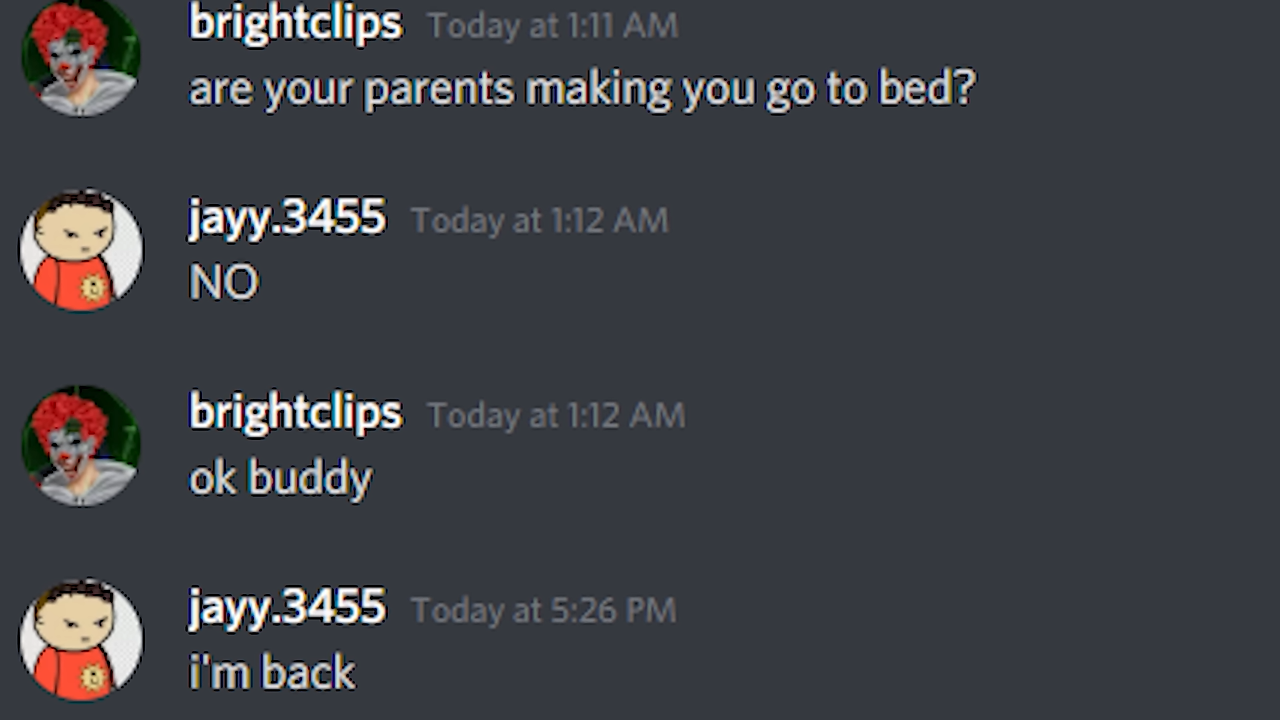 brightclips Today at 1:11 AM
are your parents making you go to bed?
jayy.3455 Today at 1:12 AM
NO
brightclips Today at 1:12 AM
ok buddy
jayy.3455 Today at 5:26 PM
i'm back